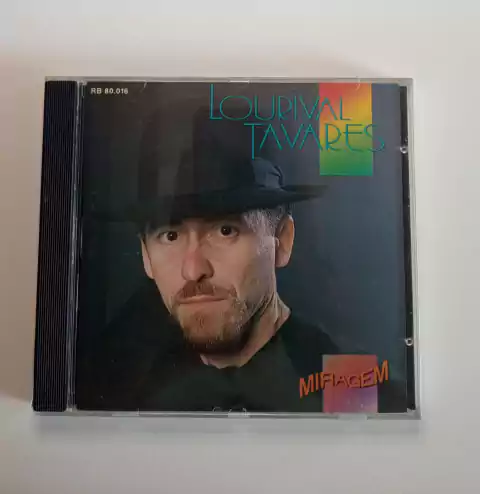 RB 80.016
LOURIVAL
TAVARES
MIRAGEM